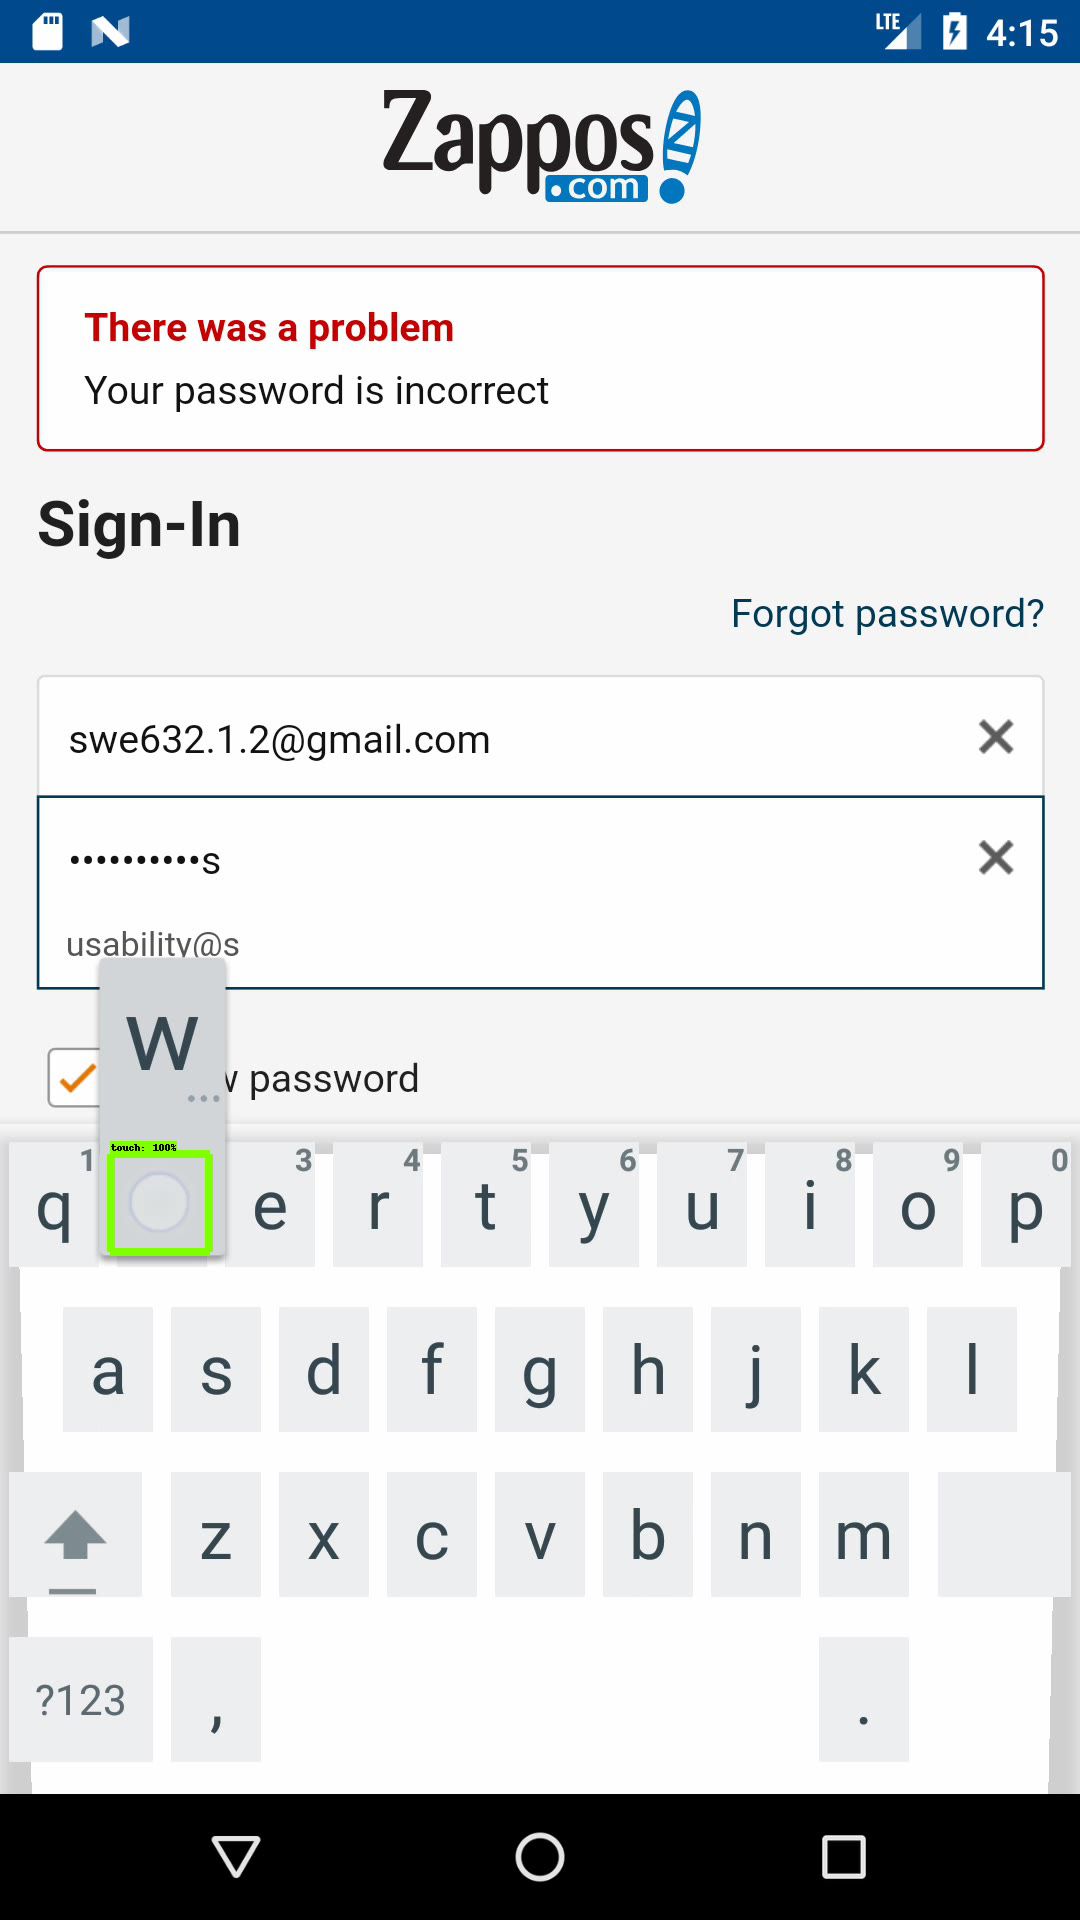 LTE 4:15
Zappos
.com
There was a problem
Your password is incorrect
Sign-In
Forgot password?
swe632.1.2@gmail.com
••••••••••s
usability@s
w
...
password
touch: 100%
1 3 4 5 6 7 8 9 0
q e r t y u i o p
a s d f g h j k l
z x c v b n m
?123 , .